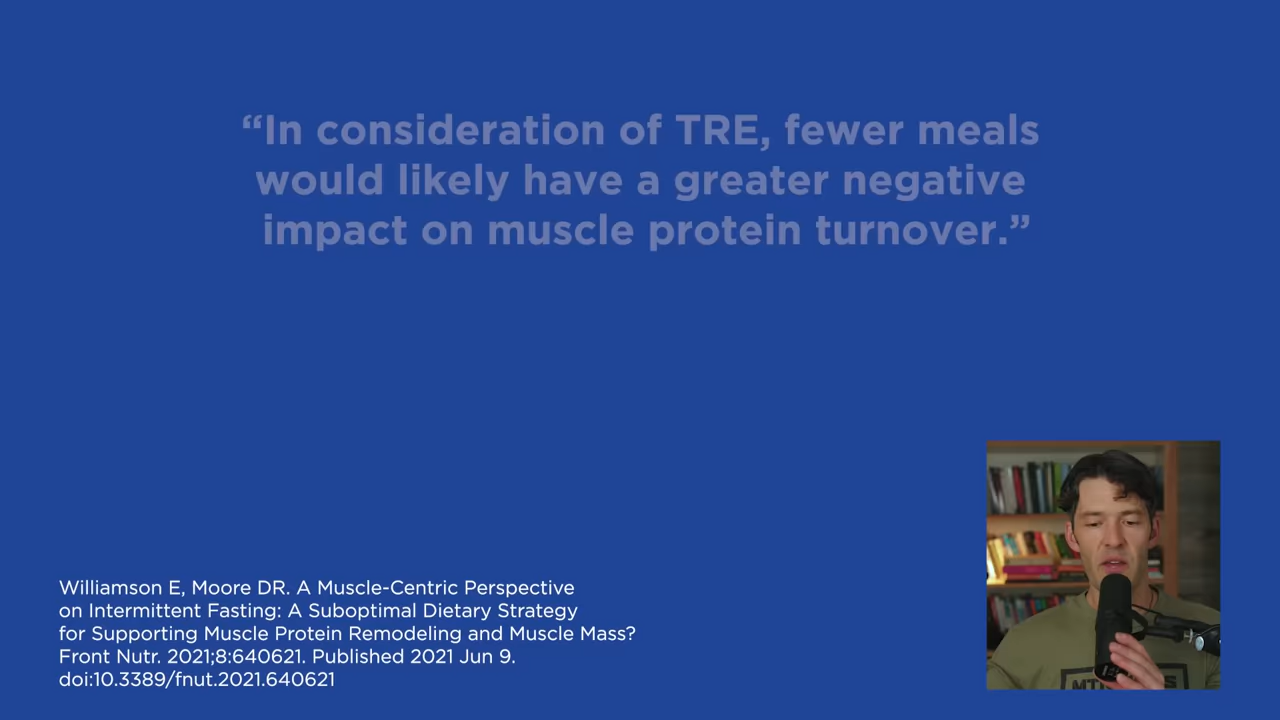 “In consideration of TRE, fewer meals
would likely have a greater negative
impact on muscle protein turnover.”
Williamson E, Moore DR. A Muscle-Centric Perspective
on Intermittent Fasting: A Suboptimal Dietary Strategy
for Supporting Muscle Protein Remodeling and Muscle Mass?
Front Nutr. 2021;8:640621. Published 2021 Jun 9.
doi:10.3389/fnut.2021.640621